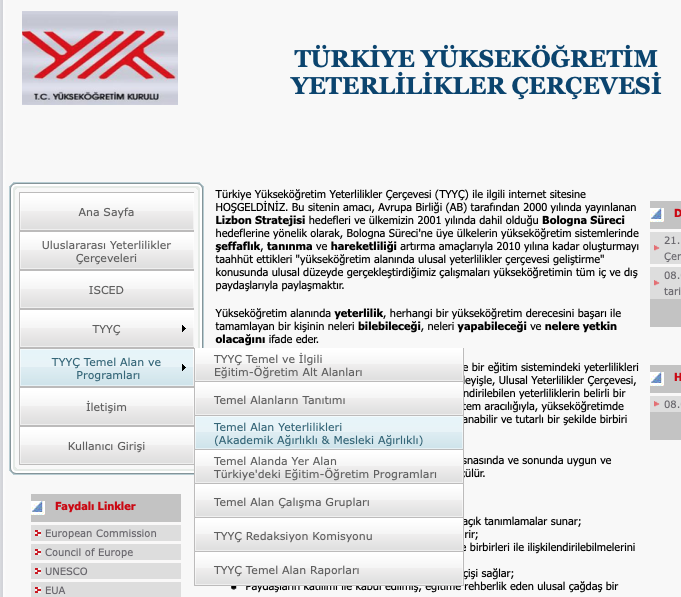 T.C. YÜKSEKÖĞRETİM KURULU
TÜRKİYE YÜKSEKÖĞRETİM
YETERLİLİKLER ÇERÇEVESİ
Ana Sayfa
Uluslararası Yeterlilikler
Çerçeveleri
ISCED
TYYÇ
TYYÇ Temel Alan ve
Programları
İletişim
Kullanıcı Girişi
Faydalı Linkler
European Commission
Council of Europe
UNESCO
EUA
Türkiye Yükseköğretim Yeterlilikler Çerçevesi (TYYÇ) ile ilgili internet sitesine
HOŞGELDİNİZ. Bu sitenin amacı, Avrupa Birliği (AB) tarafından 2000 yılında yayınlanan
Lizbon Stratejisi hedefleri ve ülkemizin 2001 yılında dahil olduğu Bologna Süreci
hedeflerine yönelik olarak, Bologna Süreci'ne üye ülkelerin yükseköğretim sistemlerinde
şeffaflık, tanınma ve hareketliliği artırma amaçlarıyla 2010 yılına kadar oluşturmayı
taahhüt ettikleri "yükseköğretim alanında ulusal yeterlilikler çerçevesi geliştirme"
konusunda ulusal düzeyde gerçekleştirdiğimiz çalışmaları yükseköğretimin tüm iç ve dış
paydaşlarıyla paylaşmaktır.
Yükseköğretim alanında yeterlilik, herhangi bir yükseköğretim derecesini başarı ile
tamamlayan bir kişinin neleri bilebileceği, neleri yapabileceği ve nelere yetkin
olacağını ifade eder.
TYYÇ Temel ve İlgili
Eğitim-Öğretim Alt Alanları
Temel Alanların Tanıtımı
Temel Alan Yeterlilikleri
(Akademik Ağırlıklı & Mesleki Ağırlıklı)
Temel Alanda Yer Alan
Türkiye'deki Eğitim-Öğretim Programları
Temel Alan Çalışma Grupları
TYYÇ Redaksiyon Komisyonu
TYYÇ Temel Alan Raporları
e bir eğitim sistemindeki yeterlilikleri
leyişle, Ulusal Yeterlilikler Çerçevesi,
ndirilebilen yeterliliklerin belirli bir
tem aracılığıyla, yükseköğretimde
anabilir ve tutarlı bir şekilde birbiri
snasında ve sonunda uygun ve
ülür.
açık tanımlamalar sunar;
rir;
e birbirleri ile ilişkilendirilebilmelerini
çişi sağlar;
Paydaşların katılımı ile kabul edilmiş, eğitime rehberlik eden ulusal çağdaş bir
D
21.
Çer
08.
tari
H
08.